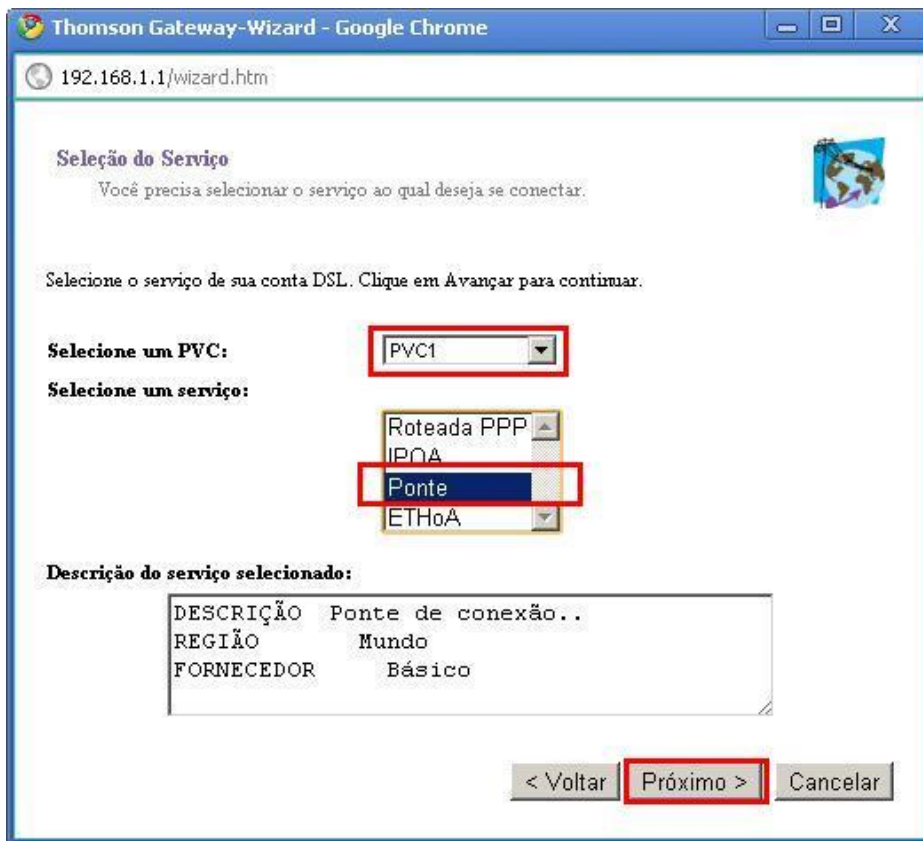 Thomson Gateway-Wizard - Google Chrome
192.168.1.1/wizard.htm
Seleção do Serviço
Você precisa selecionar o serviço ao qual deseja se conectar.
Selecione o serviço de sua conta DSL. Clique em Avançar para continuar.
Selecione um PVC: PVC1
Selecione um serviço:
Roteada PPP
IPOA
Ponte
ETHoA
Descrição do serviço selecionado:
DESCRIÇÃO Ponte de conexão..
REGIÃO Mundo
FORNECEDOR Básico
< Voltar Próximo > Cancelar